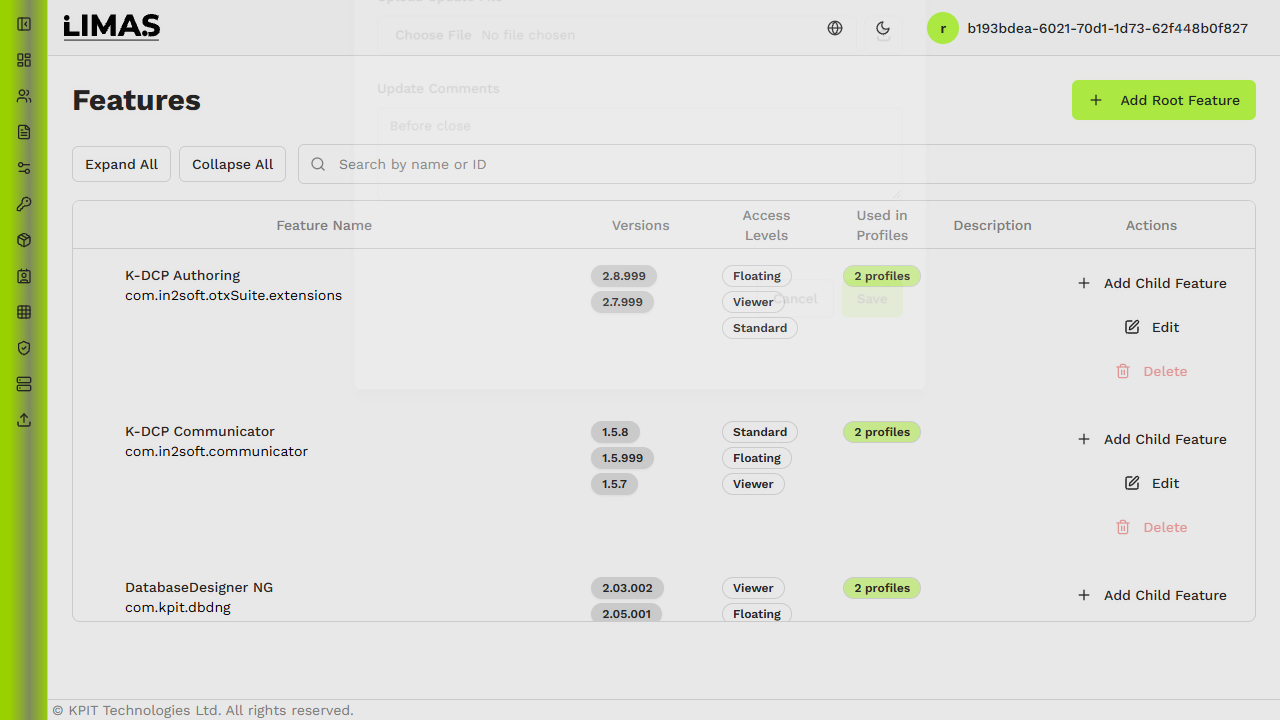 LIMAS
r
b193bdea-6021-70d1-1d73-62f448b0f827
Choose File No file chosen
Features
Add Root Feature
Update Comments
Before close
Expand All
Collapse All
Search by name or ID
Feature Name
Versions
Access
Levels
Used in
Profiles
Description
Actions
K-DCP Authoring
com.in2soft.otxSuite.extensions
2.8.999
2.7.999
Floating
Viewer
Standard
2 profiles
Cancel
Save
Add Child Feature
Edit
Delete
K-DCP Communicator
com.in2soft.communicator
1.5.8
1.5.999
1.5.7
Standard
Floating
Viewer
2 profiles
Add Child Feature
Edit
Delete
DatabaseDesigner NG
com.kpit.dbdng
2.03.002
2.05.001
Viewer
Floating
2 profiles
Add Child Feature
© KPIT Technologies Ltd. All rights reserved.